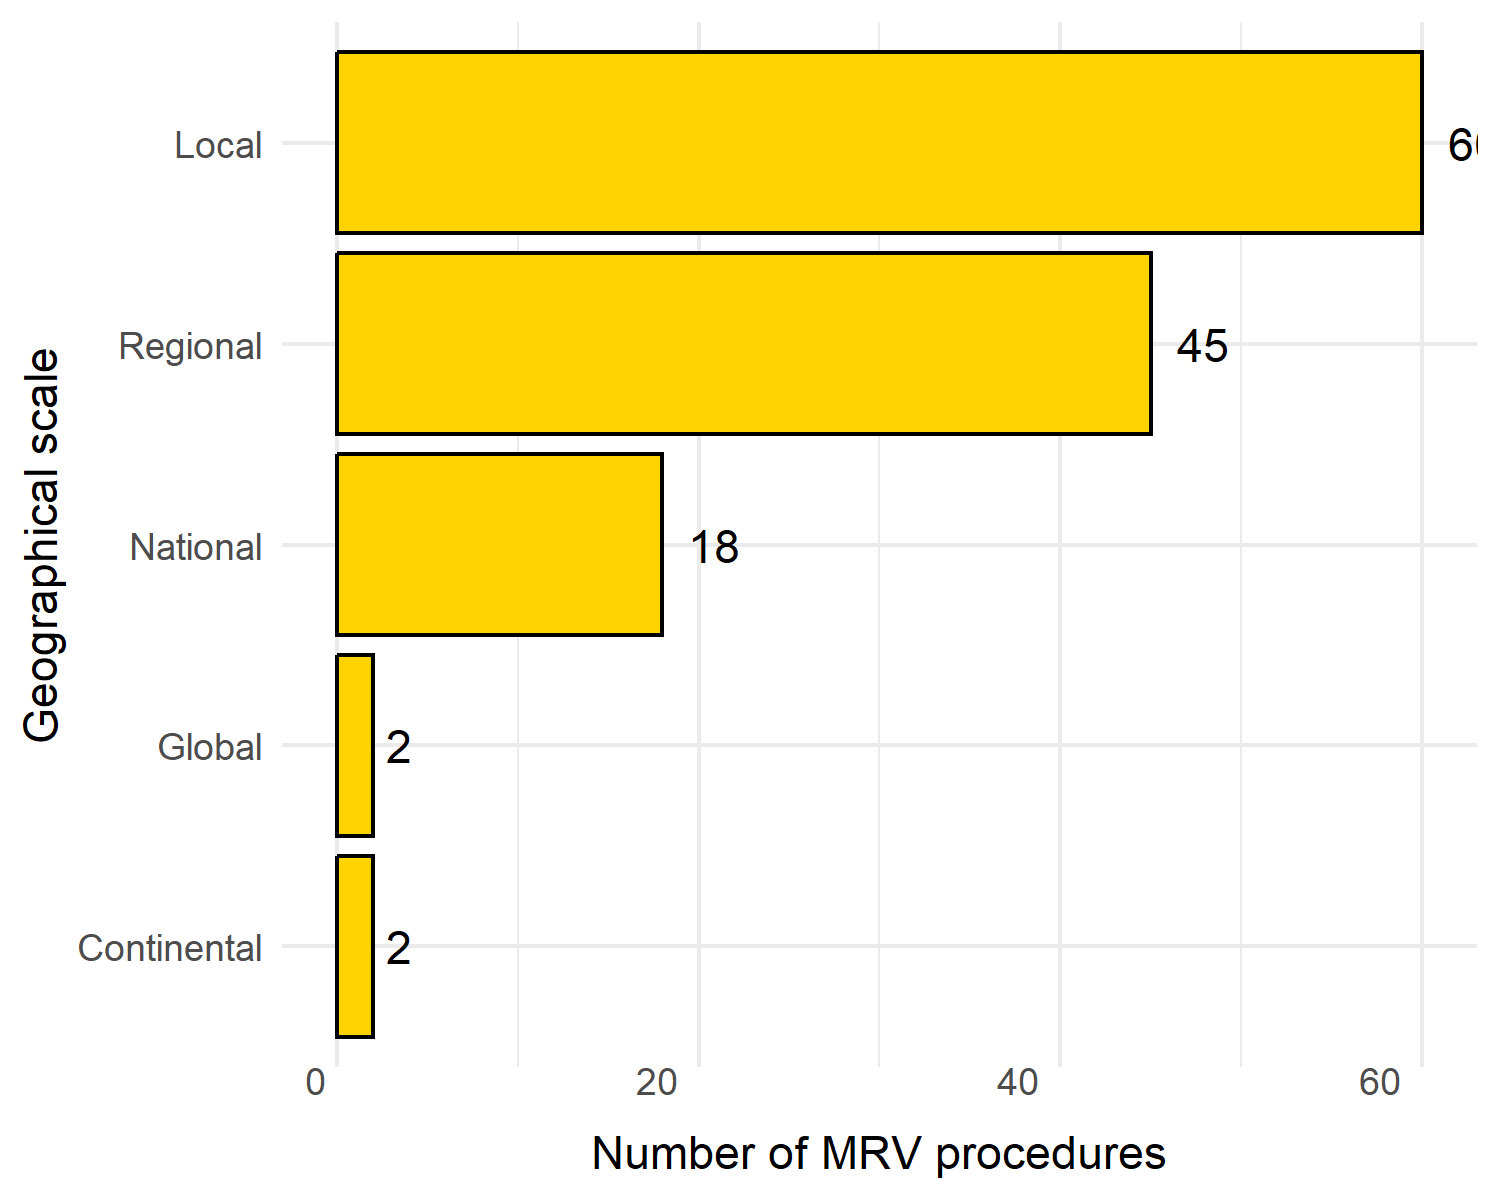 Local
60
Regional
45
National
18
Global
2
Continental
2
Geographical scale
0 20 40 60
Number of MRV procedures